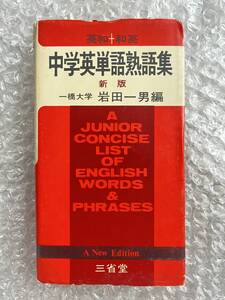 英和+和英
中学英単語熟語集
新版
一橋大学 岩田一男編
A
JUNIOR
CONCISE
LIST
OF
ENGLISH
WORDS
&
PHRASES
A New Edition
三省堂